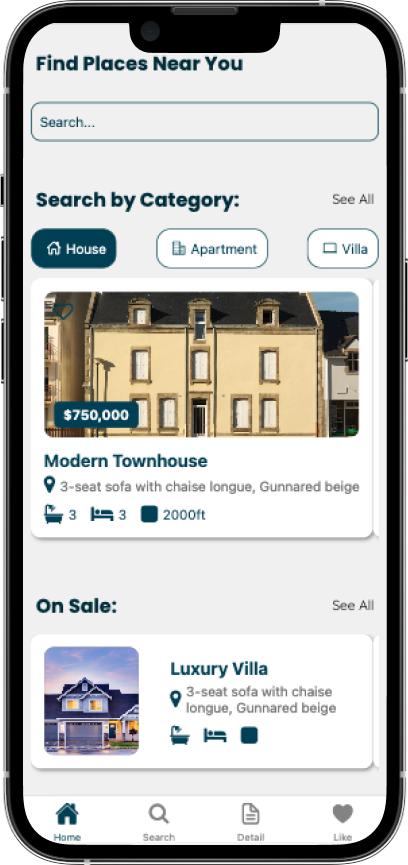 Find Places Near You
Search...
Search by Category:
See All
House
Apartment
Villa
$750,000
Modern Townhouse
3-seat sofa with chaise longue, Gunnared beige
3
3
2000ft
On Sale:
See All
Luxury Villa
3-seat sofa with chaise
longue, Gunnared beige
Home
Search
Detail
Like